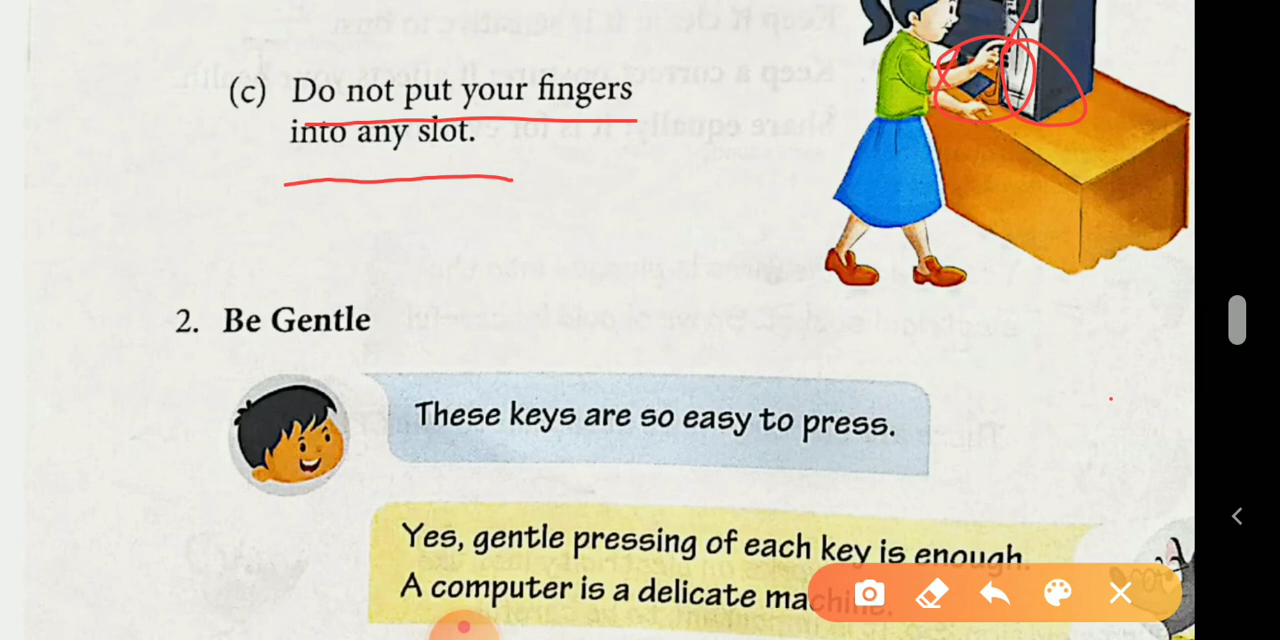 (c) Do not put your fingers
into any slot.
2. Be Gentle
These keys are so easy to press.
Yes, gentle pressing of each key is enough.
A computer is a delicate machine.